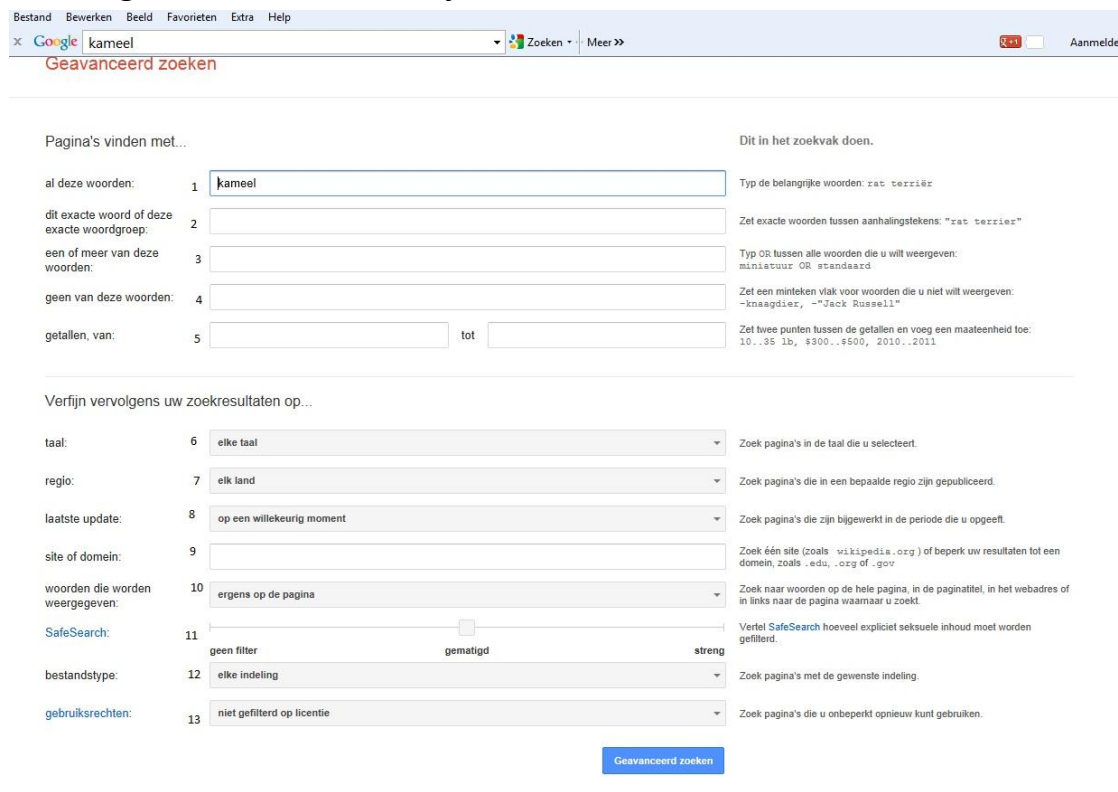 Bestand Bewerken Beeld Favorieten Extra Help
x Google kameel Zoeken Meer >> +1 Aanmelde
Geavanceerd zoeken
Pagina's vinden met... Dit in het zoekvak doen.
al deze woorden: 1 kameel Typ de belangrijke woorden: rat terriër
dit exacte woord of deze
exacte woordgroep: 2 Zet exacte woorden tussen aanhalingstekens: "rat terrier"
een of meer van deze
woorden: 3 Typ OR tussen alle woorden die u wilt weergeven:
miniatuur OR standaard
geen van deze woorden: 4 Zet een minteken vlak voor woorden die u niet wilt weergeven:
-knaagdier, -"Jack Russell"
getallen, van: 5 tot Zet twee punten tussen de getallen en voeg een maateenheid toe:
10..35 lb, $300..$500, 2010..2011
Verfijn vervolgens uw zoekresultaten op...
taal: 6 elke taal Zoek pagina's in de taal die u selecteert.
regio: 7 elk land Zoek pagina's die in een bepaalde regio zijn gepubliceerd.
laatste update: 8 op een willekeurig moment Zoek pagina's die zijn bijgewerkt in de periode die u opgeeft.
site of domein: 9 Zoek één site (zoals wikipedia.org ) of beperk uw resultaten tot een
domein, zoals .edu, .org of .gov
woorden die worden
weergegeven: 10 ergens op de pagina Zoek naar woorden op de hele pagina, in de paginatitel, in het webadres of
in links naar de pagina waarnaar u zoekt.
SafeSearch: 11 Vertel SafeSearch hoeveel expliciet seksuele inhoud moet worden
gefilterd.
geen filter gematigd streng
bestandstype: 12 elke indeling Zoek pagina's met de gewenste indeling.
gebruiksrechten: 13 niet gefilterd op licentie Zoek pagina's die u onbeperkt opnieuw kunt gebruiken.
Geavanceerd zoeken